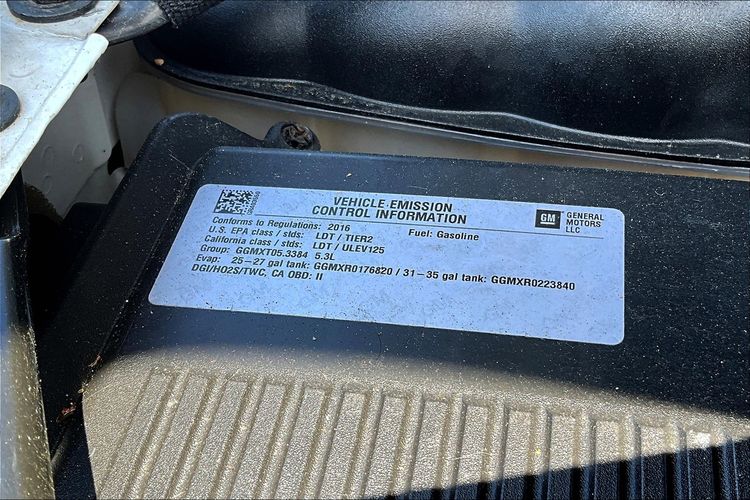 VEHICLE EMISSION
CONTROL INFORMATION
GM GENERAL
MOTORS
LLC
Conforms to Regulations: 2016 Fuel: Gasoline
U.S. EPA class / stds: LDT / TIER2
California class / stds: LDT / ULEV125
Group: GGMXT05.3384 5.3L
Evap: 25-27 gal tank: GGMXR0176820 / 31-35 gal tank: GGMXR0223840
DGI/HO2S/TWC, CA OBD: II